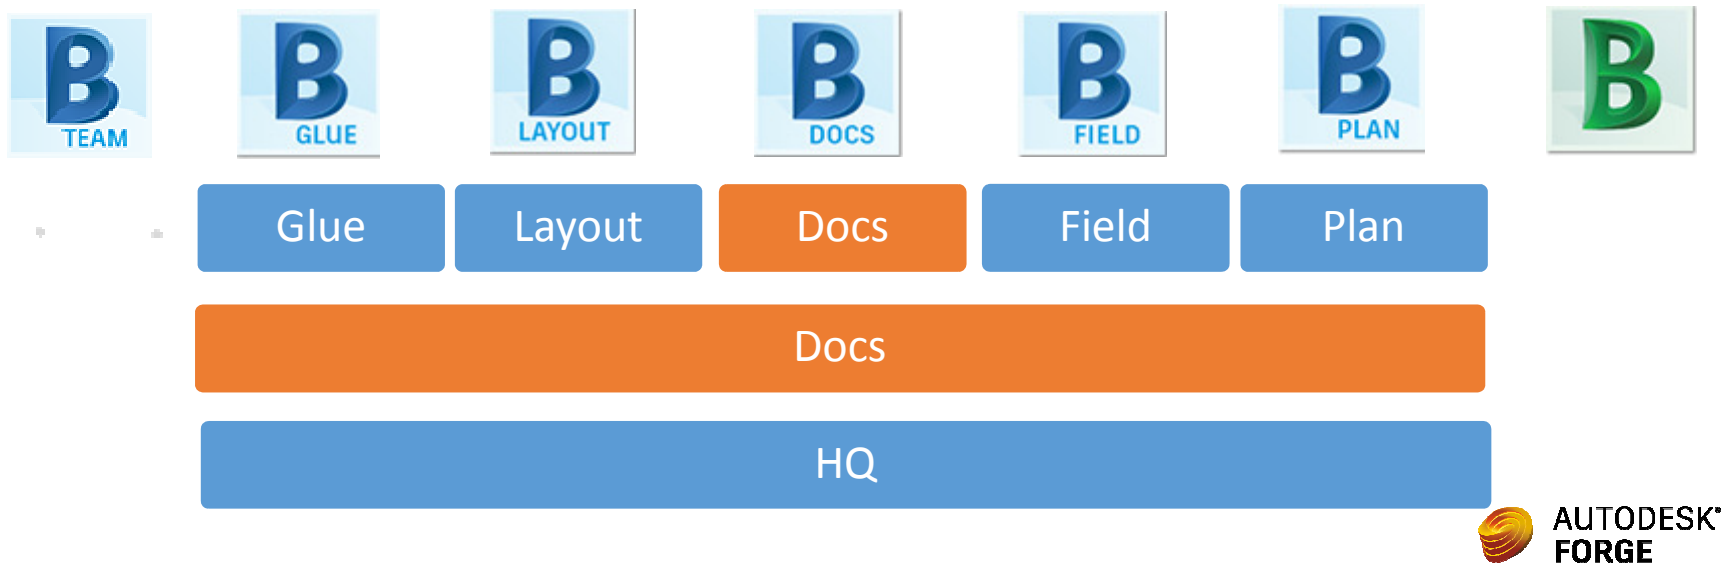 B
TEAM
B
GLUE
B
LAYOUT
B
DOCS
B
FIELD
B
PLAN
B
Glue
Layout
Docs
Field
Plan
Docs
HQ
AUTODESK®
FORGE